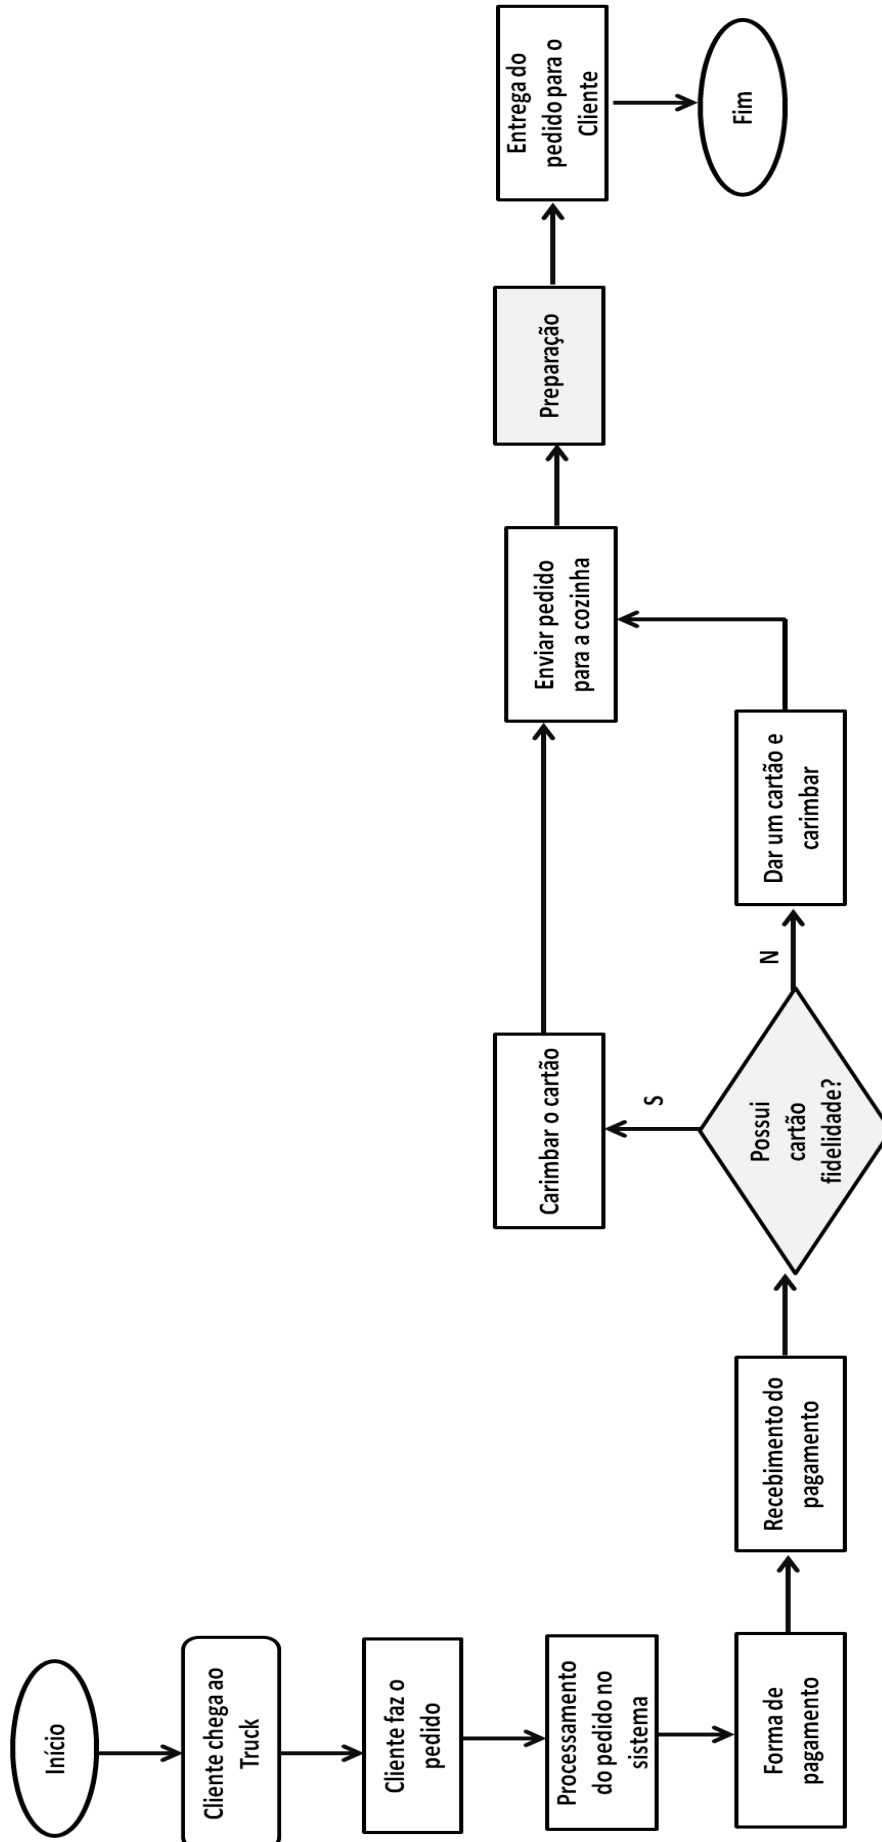 Início
Cliente chega ao
Truck
Cliente faz o
pedido
Processamento
do pedido no
sistema
Forma de
pagamento
Recebimento do
pagamento
Possui
cartão
fidelidade?
S
N
Carimbar o cartão
Dar um cartão e
carimbar
Enviar pedido
para a cozinha
Preparação
Entrega do
pedido para o
Cliente
Fim